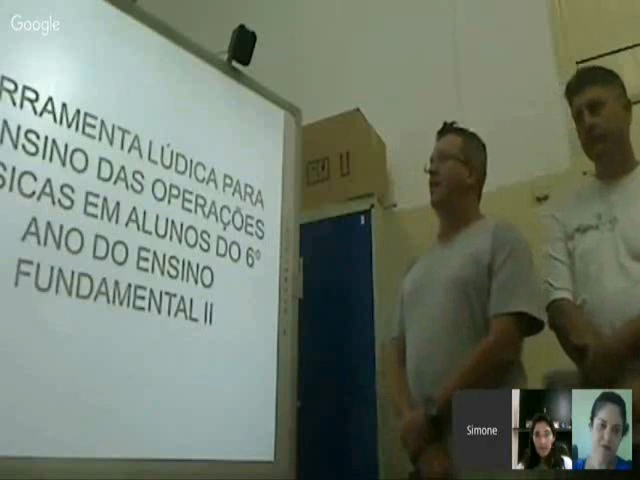 Google
RRAMENTA LÚDICA PARA
NSINO DAS OPERAÇÕES
SICAS EM ALUNOS DO 6º
ANO DO ENSINO
FUNDAMENTAL II
Simone